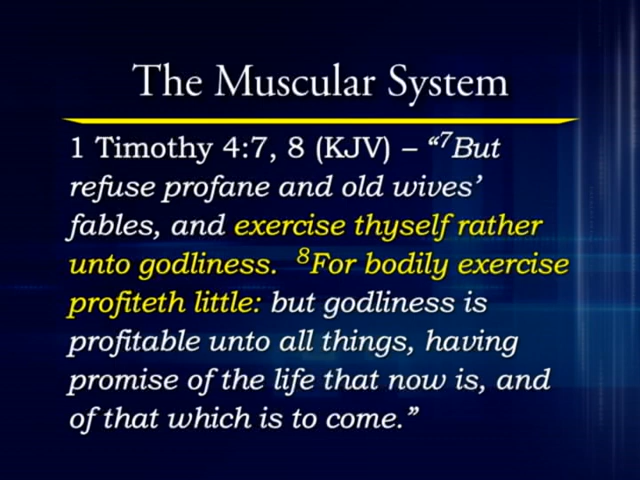 The Muscular System
1 Timothy 4:7, 8 (KJV) – “⁷But
refuse profane and old wives’
fables, and exercise thyself rather
unto godliness. ⁸For bodily exercise
profiteth little: but godliness is
profitable unto all things, having
promise of the life that now is, and
of that which is to come.”